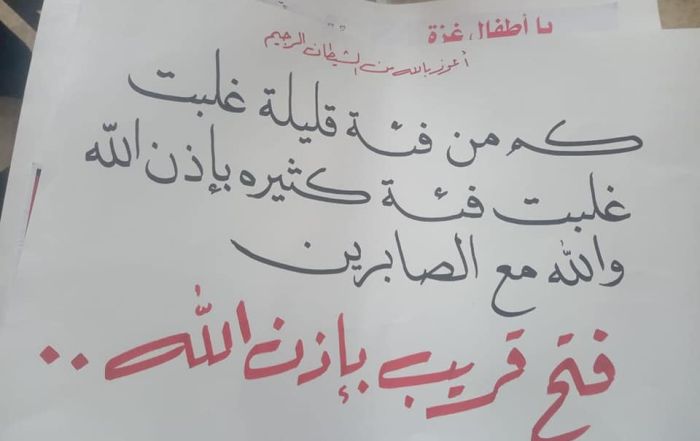 يا أطفال غزة
أعوذ بالله من الشيطان الرجيم
كم من فئة قليلة غلبت
غلبت فئة كثيره بإذن الله
والله مع الصابرين
فتح قريب بإذن الله ..